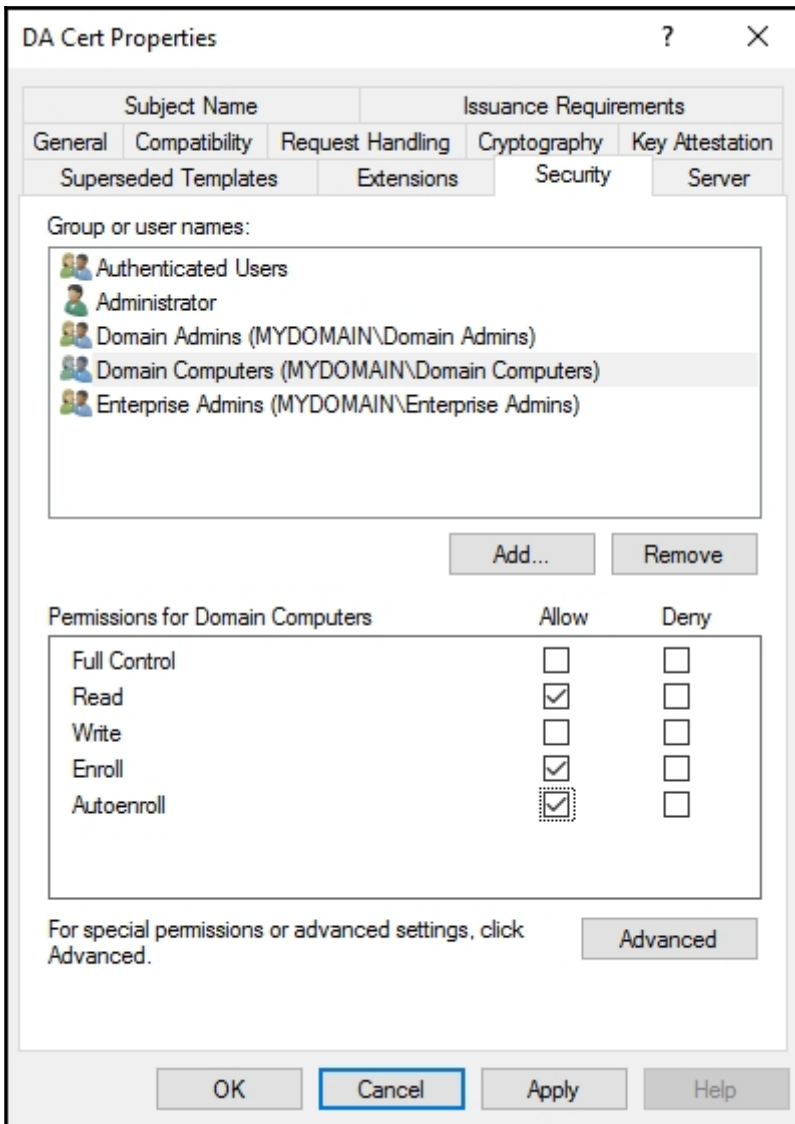 DA Cert Properties ? ×
Subject Name Issuance Requirements
General Compatibility Request Handling Cryptography Key Attestation
Superseded Templates Extensions Security Server
Group or user names:
Authenticated Users
Administrator
Domain Admins (MYDOMAIN\Domain Admins)
Domain Computers (MYDOMAIN\Domain Computers)
Enterprise Admins (MYDOMAIN\Enterprise Admins)
Add... Remove
Permissions for Domain Computers Allow Deny
Full Control
Read
Write
Enroll
Autoenroll
For special permissions or advanced settings, click
Advanced.
Advanced
OK Cancel Apply Help